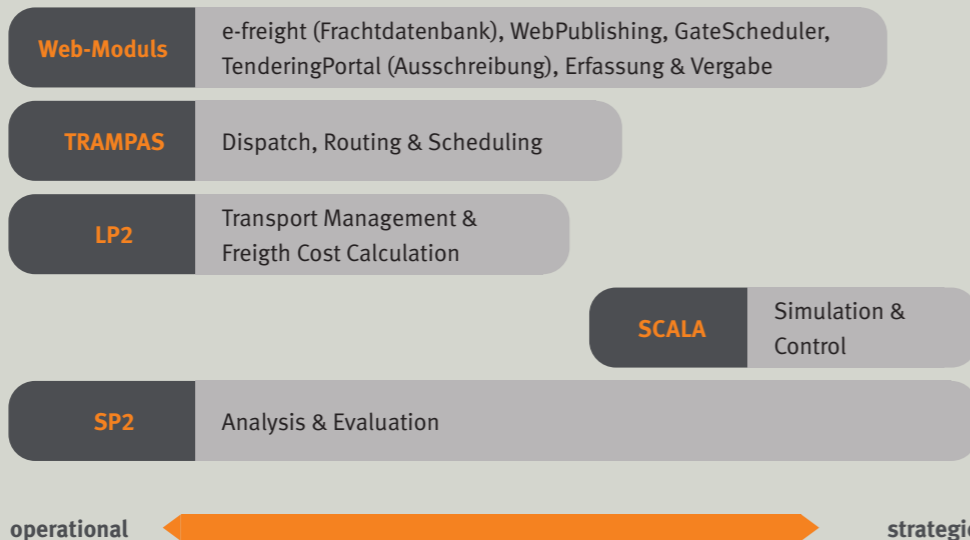 Web-Moduls
e-freight (Frachtdatenbank), WebPublishing, GateScheduler,
TenderingPortal (Ausschreibung), Erfassung & Vergabe
TRAMPAS
Dispatch, Routing & Scheduling
LP2
Transport Management &
Freigth Cost Calculation
SCALA
Simulation &
Control
SP2
Analysis & Evaluation
operational
strategic